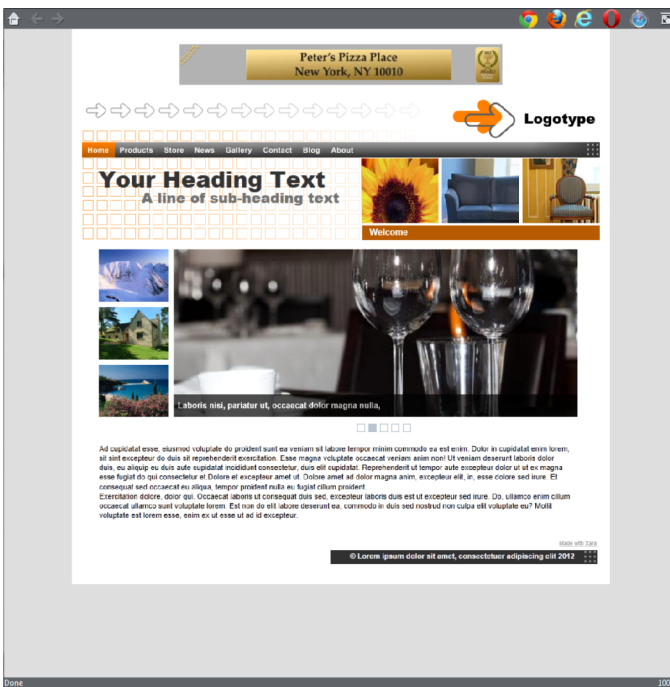 Peter's Pizza Place
New York, NY 10010
Logotype
Home Products Store News Gallery Contact Blog About
Your Heading Text
A line of sub-heading text
Welcome
Laboris nisi, pariatur ut, occaecat dolor magna nulla,
Ad cupidatat esse, eiusmod voluptate do proident sunt ea veniam sit labore tempor minim commodo ea est enim. Dolor in cupidatat enim lorem,
sit sint excepteur do duis sit reprehenderit exercitation. Esse magna voluptate occaecat veniam anim non! Ut veniam deserunt laboris dolor
duis, eu aliquip eu duis aute cupidatat incididunt consectetur, duis elit cupidatat. Reprehenderit ut tempor aute excepteur dolor ut ut ex magna
esse fugiat do qui consectetur et.Dolore et excepteur amet ut. Dolore amet ad dolor magna anim, excepteur elit, in, esse dolore sed irure. Et
consequat sed occaecat eu aliqua, tempor proident nulla eu fugiat cillum proident.
Exercitation dolore, dolor qui. Occaecat laboris ut consequat duis sed, excepteur laboris duis est ut excepteur sed irure. Do, ullamco enim cillum
occaecat ullamco sunt voluptate lorem. Est non do elit labore deserunt ea, commodo in duis sed nostrud non culpa elit voluptate eu? Mollit
voluptate est lorem esse, enim ex ut esse ut ad id excepteur.
Made with Xara
© Lorem ipsum dolor sit amet, consectetuer adipiscing elit 2012
Done
100